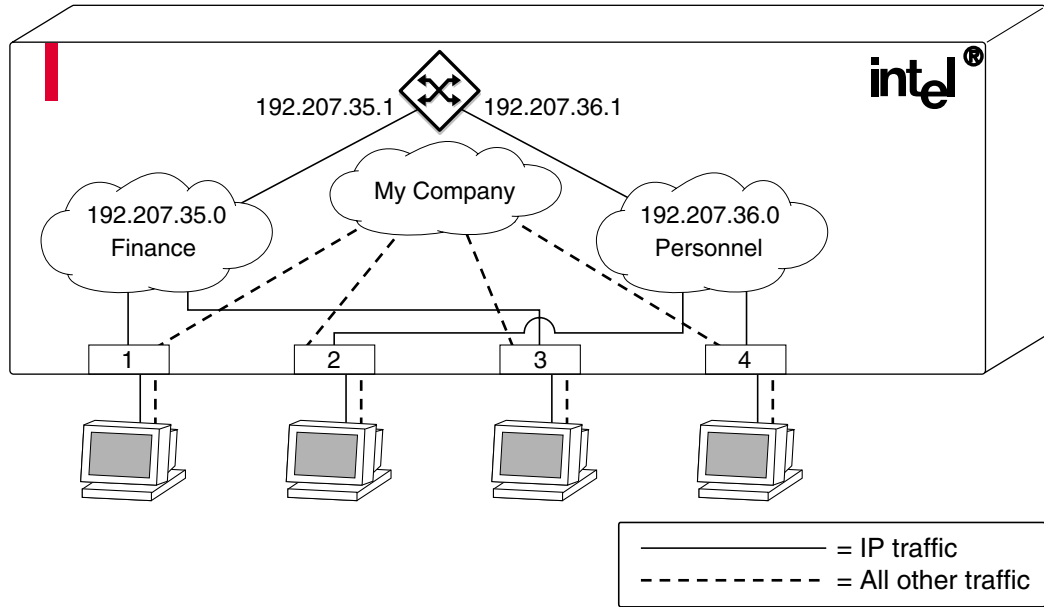 intel®
192.207.35.1
192.207.36.1
My Company
192.207.35.0
Finance
192.207.36.0
Personnel
1
2
3
4
= IP traffic
= All other traffic